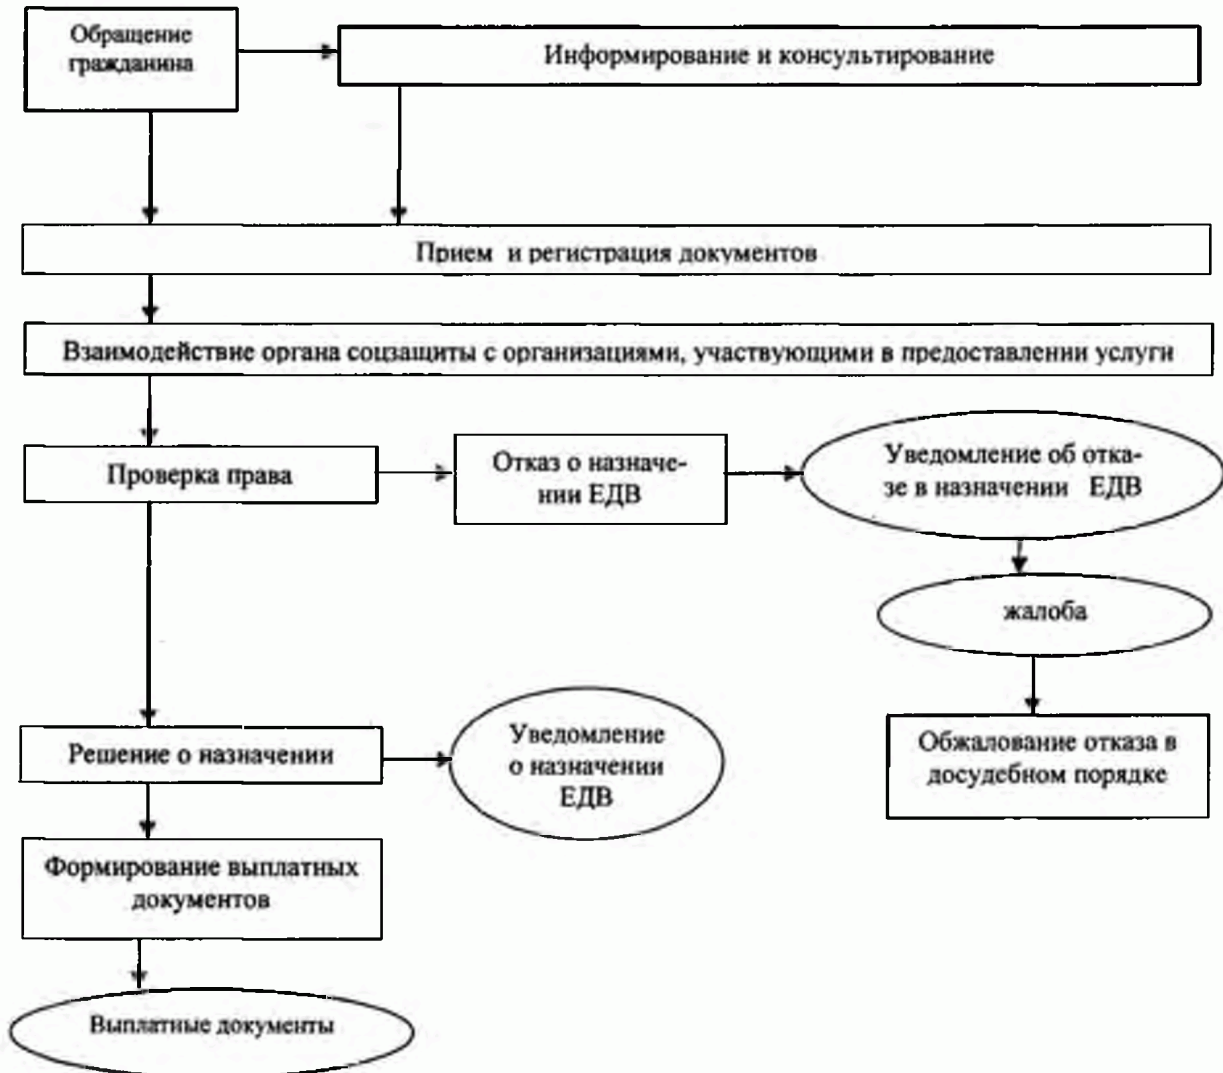 Обращение
гражданина
Информирование и консультирование
Прием и регистрация документов
Взаимодействие органа соцзащиты с организациями, участвующими в предоставлении услуги
Проверка права
Отказ о назначе-
нии ЕДВ
Уведомление об отка-
зе в назначении ЕДВ
жалоба
Решение о назначении
Уведомление
о назначении
ЕДВ
Обжалование отказа в
досудебном порядке
Формирование выплатных
документов
Выплатные документы